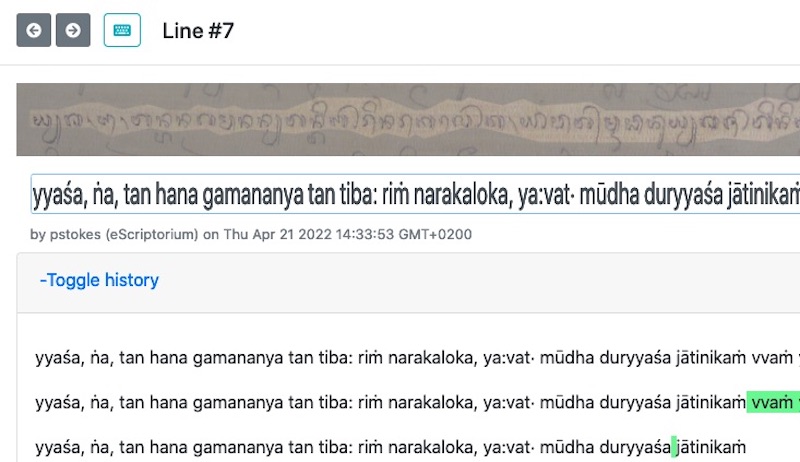 Line #7
yyaśa, ṅa, tan hana gamananya tan tiba: riṁ narakaloka, ya:vat· mūdha duryyaśa jātinikaṁ
by pstokes (eScriptorium) on Thu Apr 21 2022 14:33:53 GMT+0200
-Toggle history
yyaśa, ṅa, tan hana gamananya tan tiba: riṁ narakaloka, ya:vat· mūdha duryyaśa jātinikaṁ vvaṁ
yyaśa, ṅa, tan hana gamananya tan tiba: riṁ narakaloka, ya:vat· mūdha duryyaśa jātinikaṁ vvaṁ
yyaśa, ṅa, tan hana gamananya tan tiba: riṁ narakaloka, ya:vat· mūdha duryyaśa jātinikaṁ